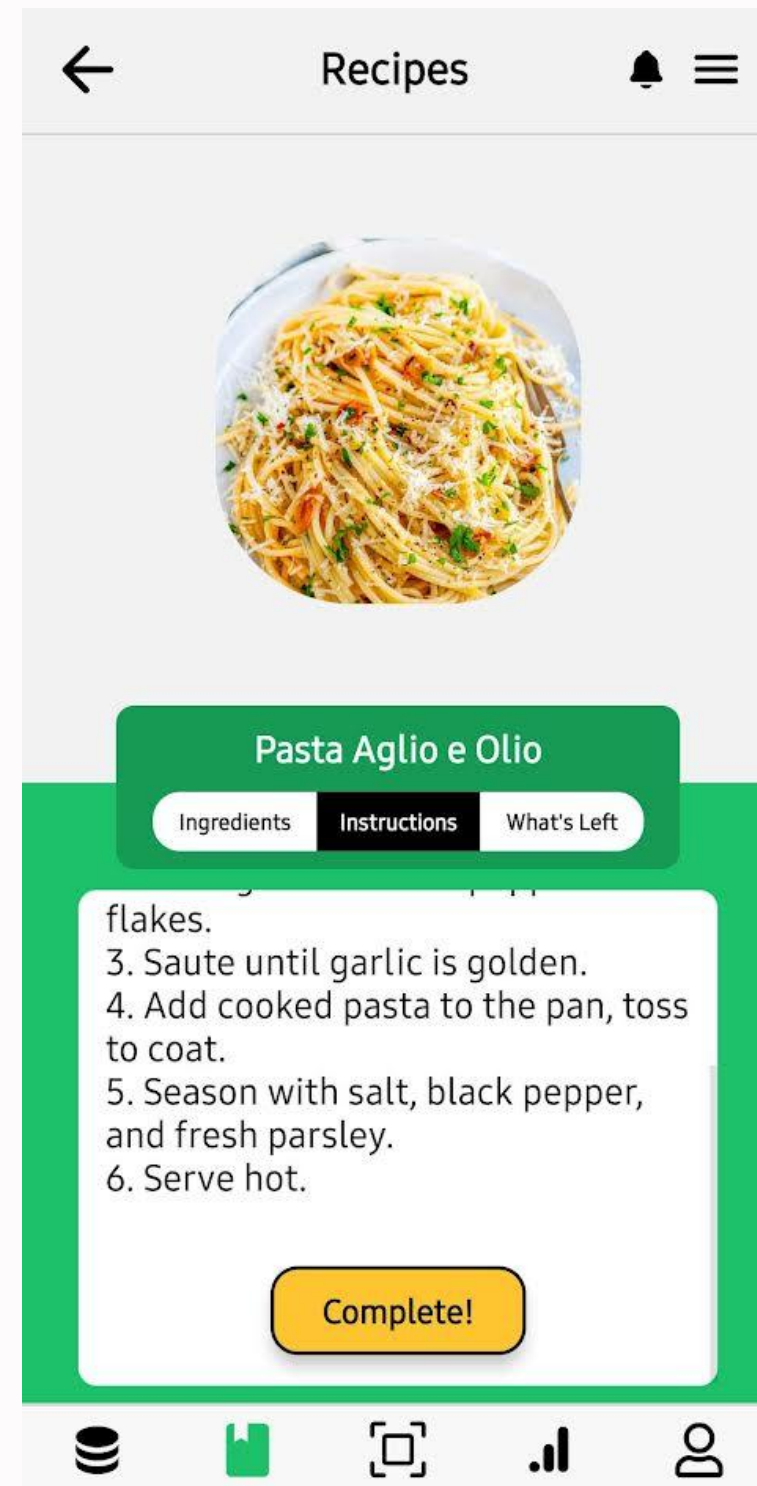 Recipes
Pasta Aglio e Olio
Ingredients
Instructions
What's Left
flakes.
3. Saute until garlic is golden.
4. Add cooked pasta to the pan, toss
to coat.
5. Season with salt, black pepper,
and fresh parsley.
6. Serve hot.
Complete!